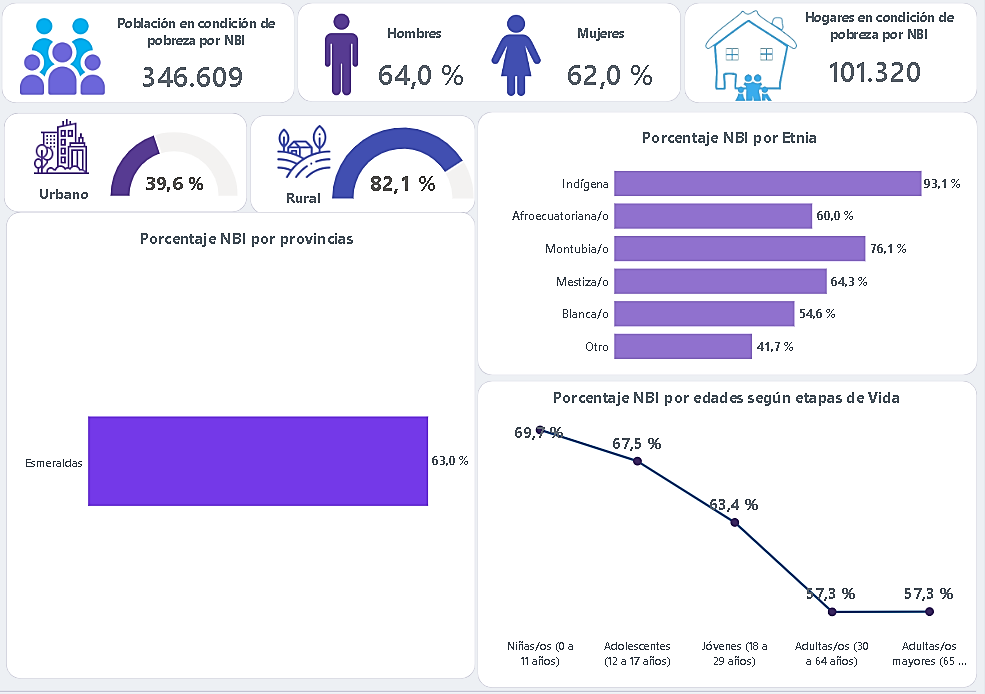 Población en condición de
pobreza por NBI
346.609
Hombres
64,0 %
Mujeres
62,0 %
Hogares en condición de
pobreza por NBI
101.320
Urbano
39,6 %
Rural
82,1 %
Porcentaje NBI por provincias
Esmeraldas
63,0 %
Porcentaje NBI por Etnia
Indígena
93,1 %
Afroecuatoriana/o
60,0 %
Montubia/o
76,1 %
Mestiza/o
64,3 %
Blanca/o
54,6 %
Otro
41,7 %
Porcentaje NBI por edades según etapas de Vida
69,7 %
67,5 %
63,4 %
57,3 %
57,3 %
Niñas/os (0 a
11 años)
Adolescentes
(12 a 17 años)
Jóvenes (18 a
29 años)
Adultas/os (30
a 64 años)
Adultas/os
mayores (65 ...